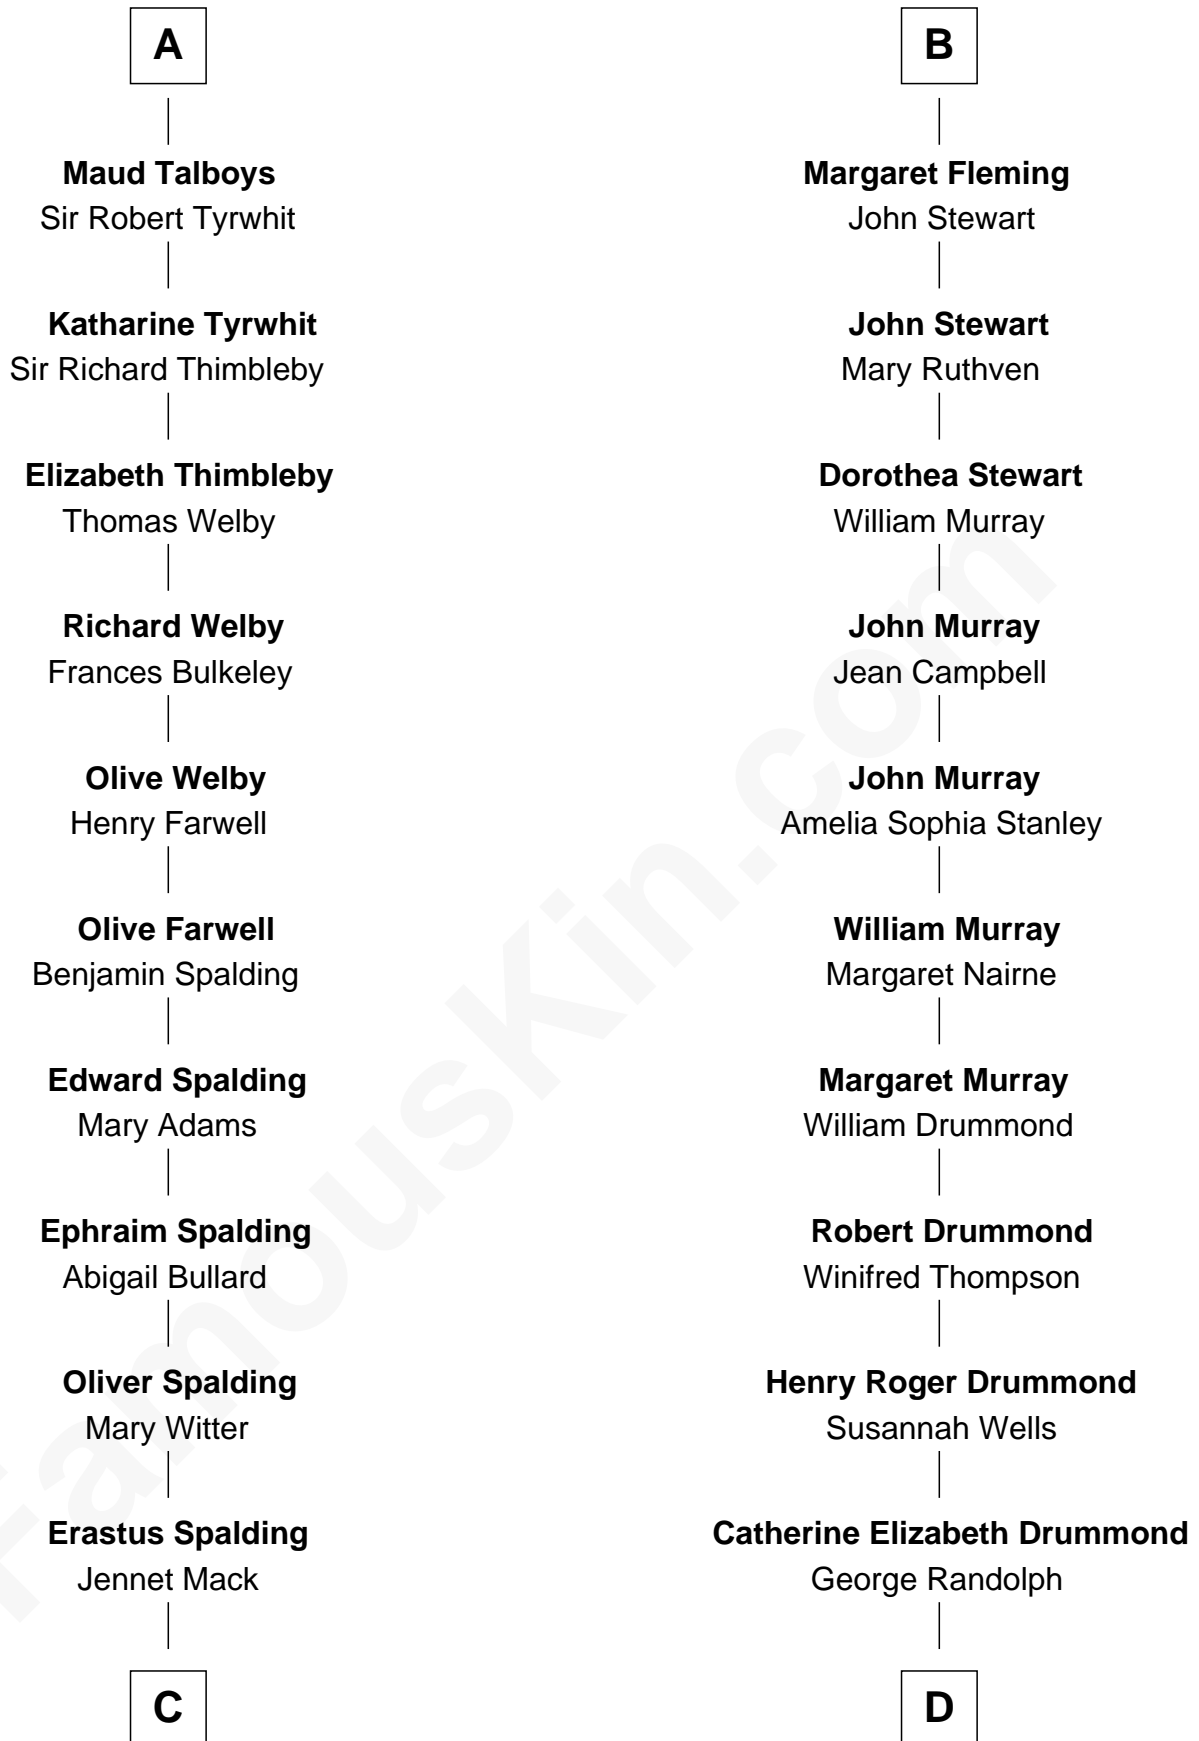 A
Maud Talboys
Sir Robert Tyrwhit
Katharine Tyrwhit
Sir Richard Thimbleby
Elizabeth Thimbleby
Thomas Welby
Richard Welby
Frances Bulkeley
Olive Welby
Henry Farwell
Olive Farwell
Benjamin Spalding
Edward Spalding
Mary Adams
Ephraim Spalding
Abigail Bullard
Oliver Spalding
Mary Witter
Erastus Spalding
Jennet Mack
C
B
Margaret Fleming
John Stewart
John Stewart
Mary Ruthven
Dorothea Stewart
William Murray
John Murray
Jean Campbell
John Murray
Amelia Sophia Stanley
William Murray
Margaret Nairne
Margaret Murray
William Drummond
Robert Drummond
Winifred Thompson
Henry Roger Drummond
Susannah Wells
Catherine Elizabeth Drummond
George Randolph
D
FamousKin.com